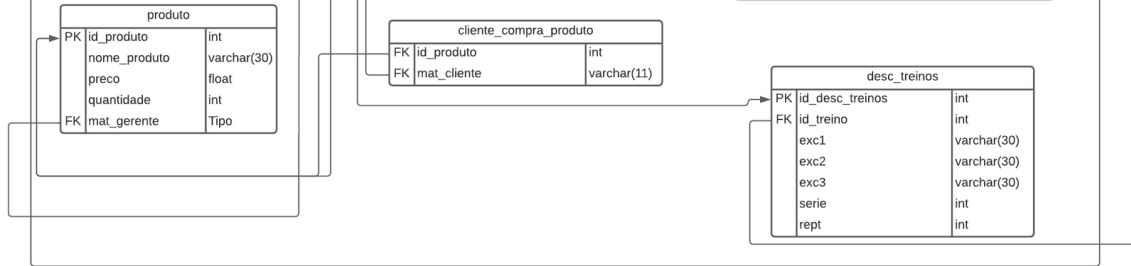 produto
PK id_produto int
nome_produto varchar(30)
preco float
quantidade int
FK mat_gerente Tipo
cliente_compra_produto
FK id_produto int
FK mat_cliente varchar(11)
desc_treinos
PK id_desc_treinos int
FK id_treino int
exc1 varchar(30)
exc2 varchar(30)
exc3 varchar(30)
serie int
rept int